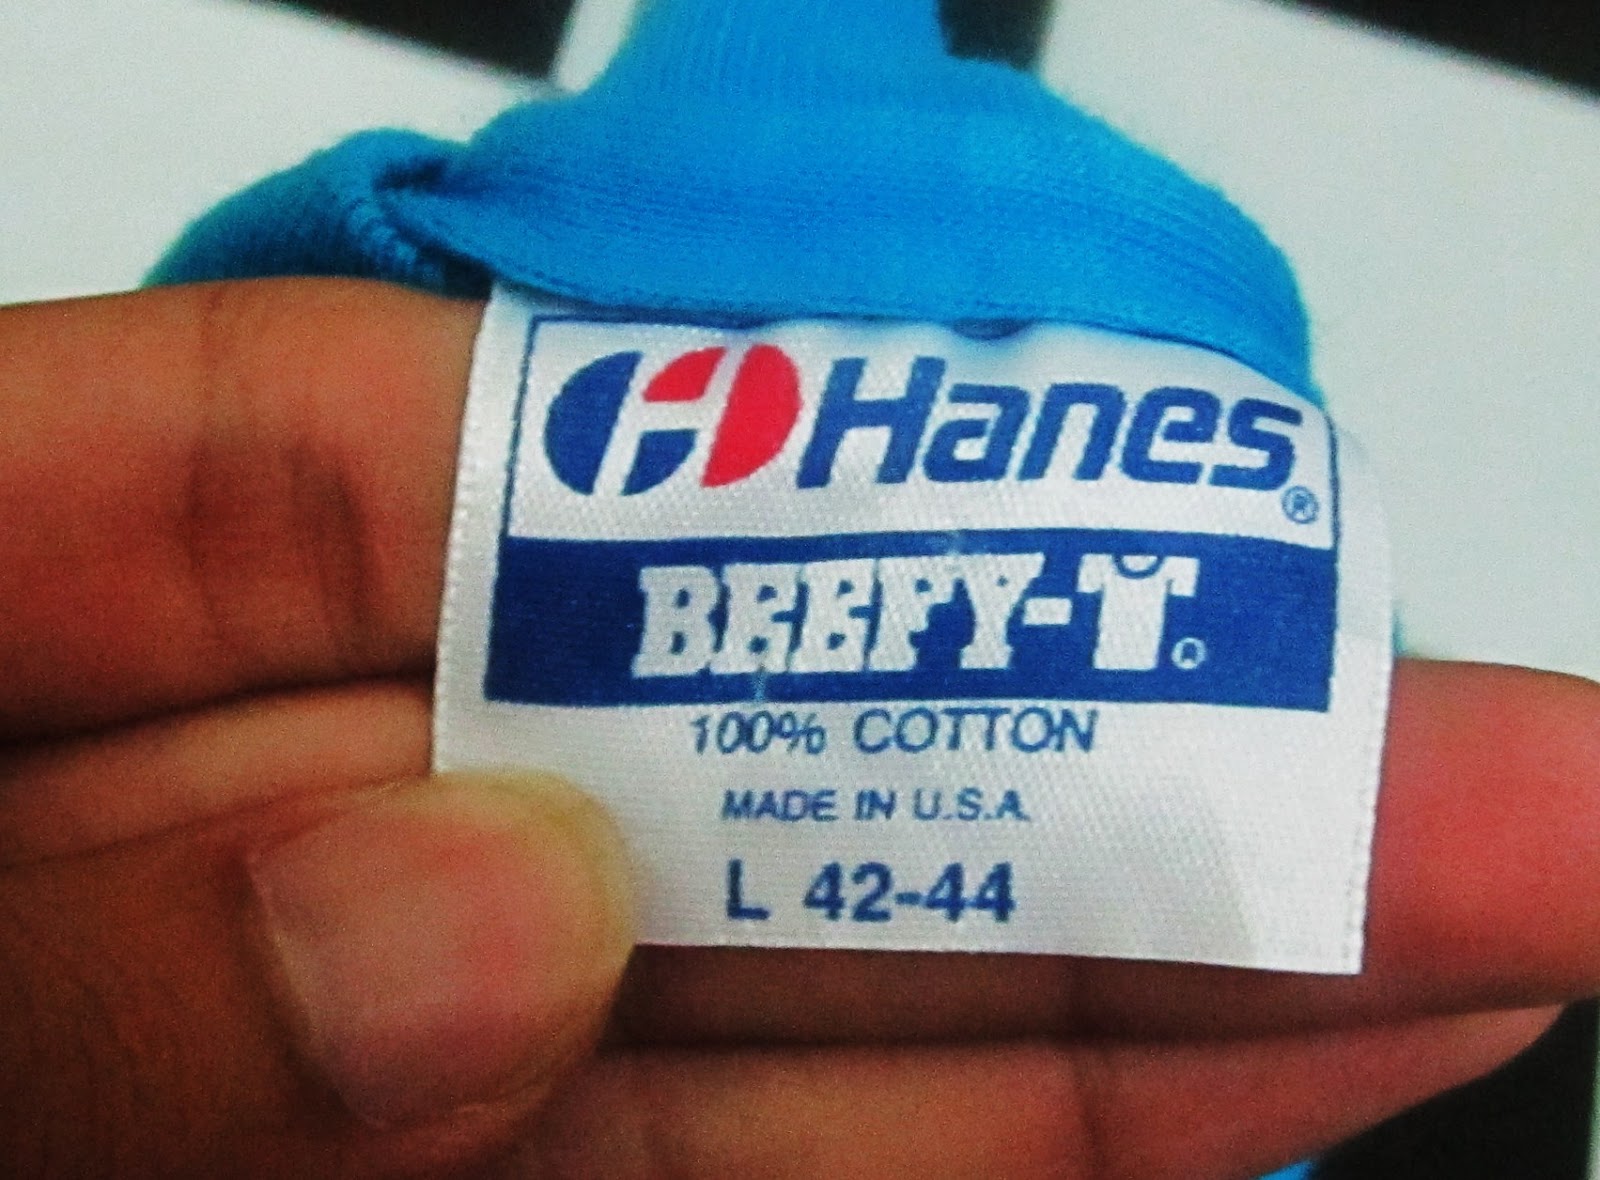 Hanes®
BEEFY-T®
100% COTTON
MADE IN U.S.A.
L 42-44